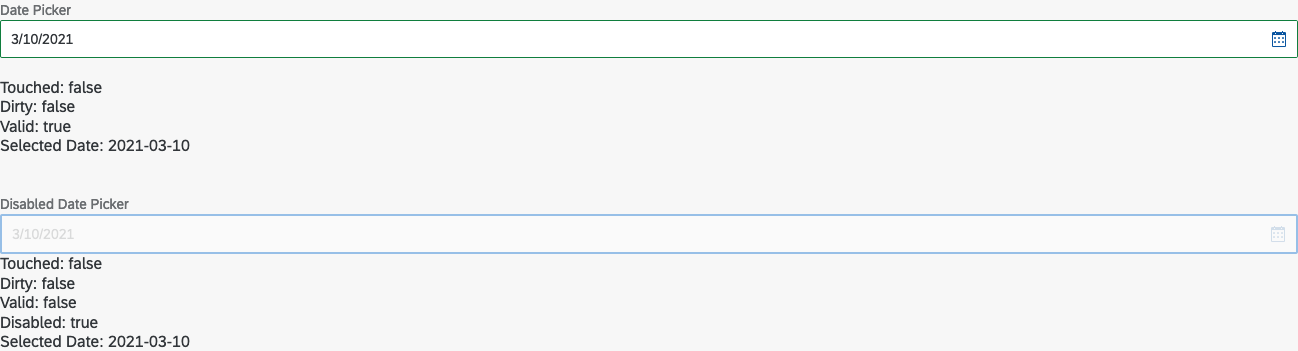 Date Picker
3/10/2021
Touched: false
Dirty: false
Valid: true
Selected Date: 2021-03-10
Disabled Date Picker
3/10/2021
Touched: false
Dirty: false
Valid: false
Disabled: true
Selected Date: 2021-03-10